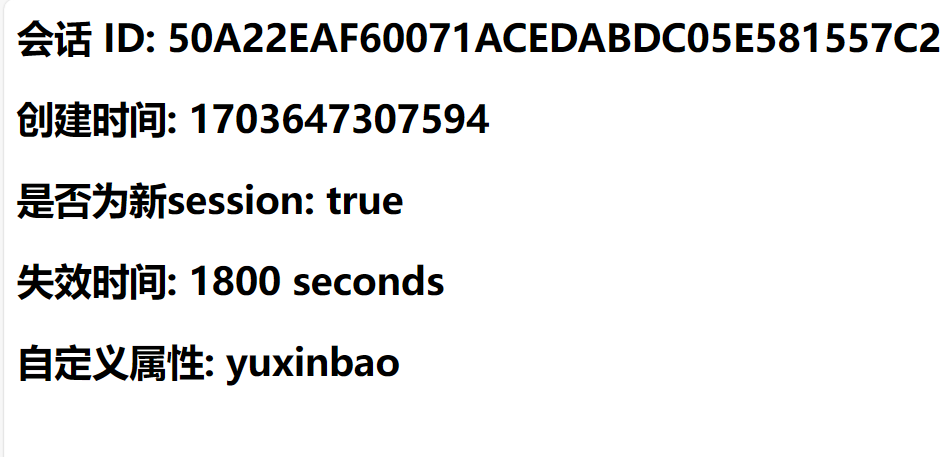 会话 ID: 50A22EAF60071ACEDABDC05E581557C2
创建时间: 1703647307594
是否为新session: true
失效时间: 1800 seconds
自定义属性: yuxinbao